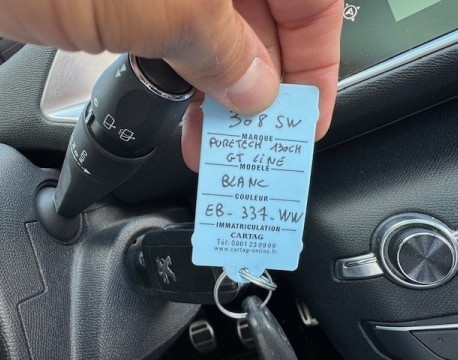 308 SW
MARQUE
PURETECH 130CH
GT LINE
MODÈLE
BLANC
COULEUR
EB-337-WW
IMMATRICULATION
CARTAG
Tél: 0801 23 09 09
www.cartag-online.fr